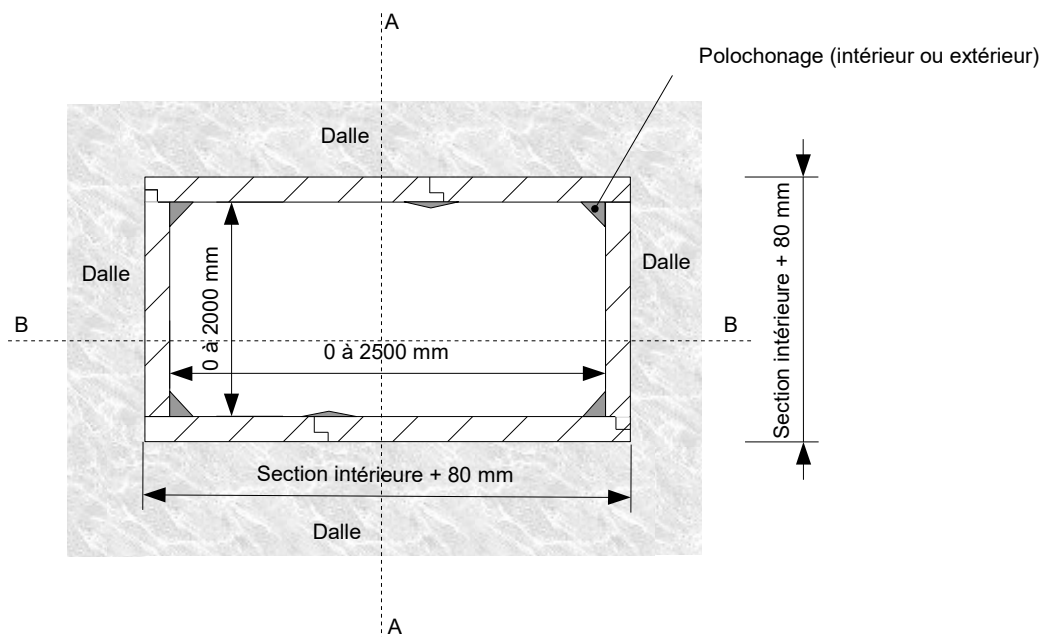 A
Polochonage (intérieur ou extérieur)
Dalle
Dalle
Dalle
0 à 2000 mm
Section intérieure + 80 mm
B
B
0 à 2500 mm
Section intérieure + 80 mm
Dalle
A